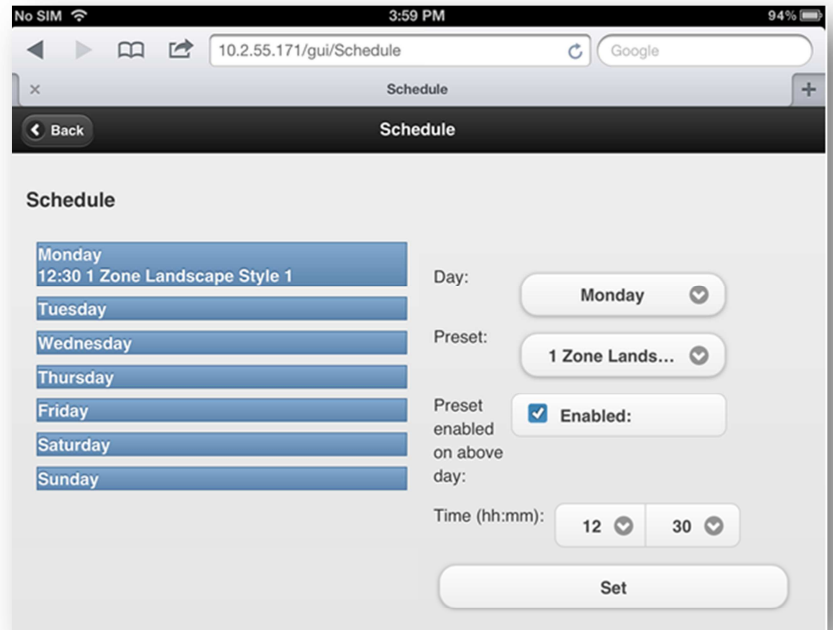 No SIM 3:59 PM 94%
10.2.55.171/gui/Schedule Google
Schedule
Back Schedule
Schedule
Monday
12:30 1 Zone Landscape Style 1
Tuesday
Wednesday
Thursday
Friday
Saturday
Sunday
Day: Monday
Preset: 1 Zone Lands...
Preset
enabled
on above
day:
Enabled:
Time (hh:mm): 12 30
Set